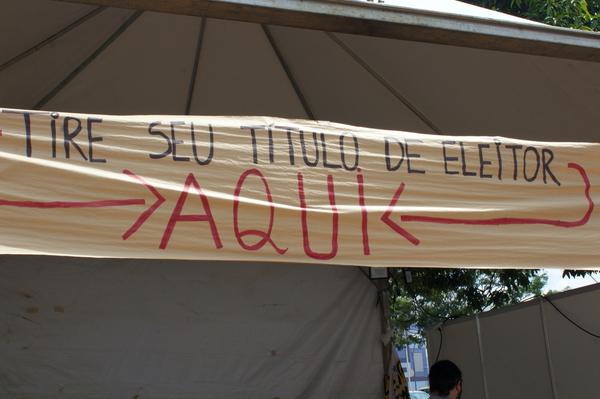 TIRE SEU TITULO DE ELEITOR
AQUI